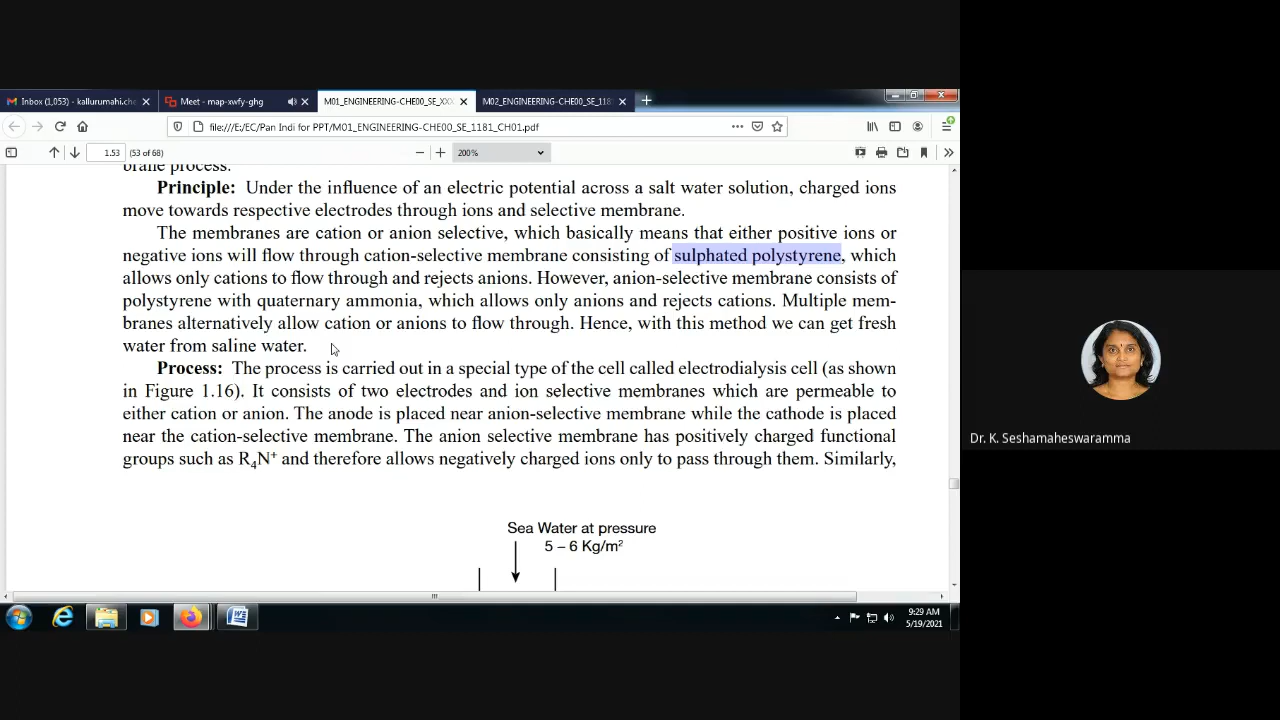 Inbox (1,053) - kallurumahi.che
Meet - map-xwfy-ghg
M01_ENGINEERING-CHE00_SE_XXX
M02_ENGINEERING-CHE00_SE_118
file:///E:/EC/Pan Indi for PPT/M01_ENGINEERING-CHE00_SE_1181_CH01.pdf
1.53 (53 of 68)
200%
brane process.
Principle: Under the influence of an electric potential across a salt water solution, charged ions
move towards respective electrodes through ions and selective membrane.
The membranes are cation or anion selective, which basically means that either positive ions or
negative ions will flow through cation-selective membrane consisting of sulphated polystyrene, which
allows only cations to flow through and rejects anions. However, anion-selective membrane consists of
polystyrene with quaternary ammonia, which allows only anions and rejects cations. Multiple mem-
branes alternatively allow cation or anions to flow through. Hence, with this method we can get fresh
water from saline water.
Process: The process is carried out in a special type of the cell called electrodialysis cell (as shown
in Figure 1.16). It consists of two electrodes and ion selective membranes which are permeable to
either cation or anion. The anode is placed near anion-selective membrane while the cathode is placed
near the cation-selective membrane. The anion selective membrane has positively charged functional
groups such as R₄N⁺ and therefore allows negatively charged ions only to pass through them. Similarly,
Sea Water at pressure
5 – 6 Kg/m²
9:29 AM
5/19/2021
Dr. K. Seshamaheswaramma